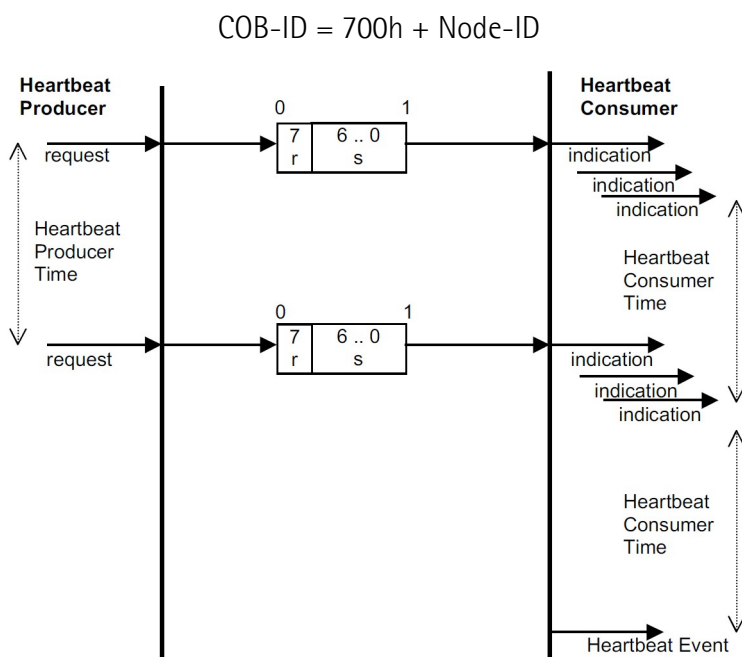 COB-ID = 700h + Node-ID
Heartbeat
Producer
Heartbeat
Consumer
0 1
7 6 .. 0
r s
request
indication
indication
indication
Heartbeat
Producer
Time
Heartbeat
Consumer
Time
0 1
7 6 .. 0
r s
request
indication
indication
indication
Heartbeat
Consumer
Time
Heartbeat Event